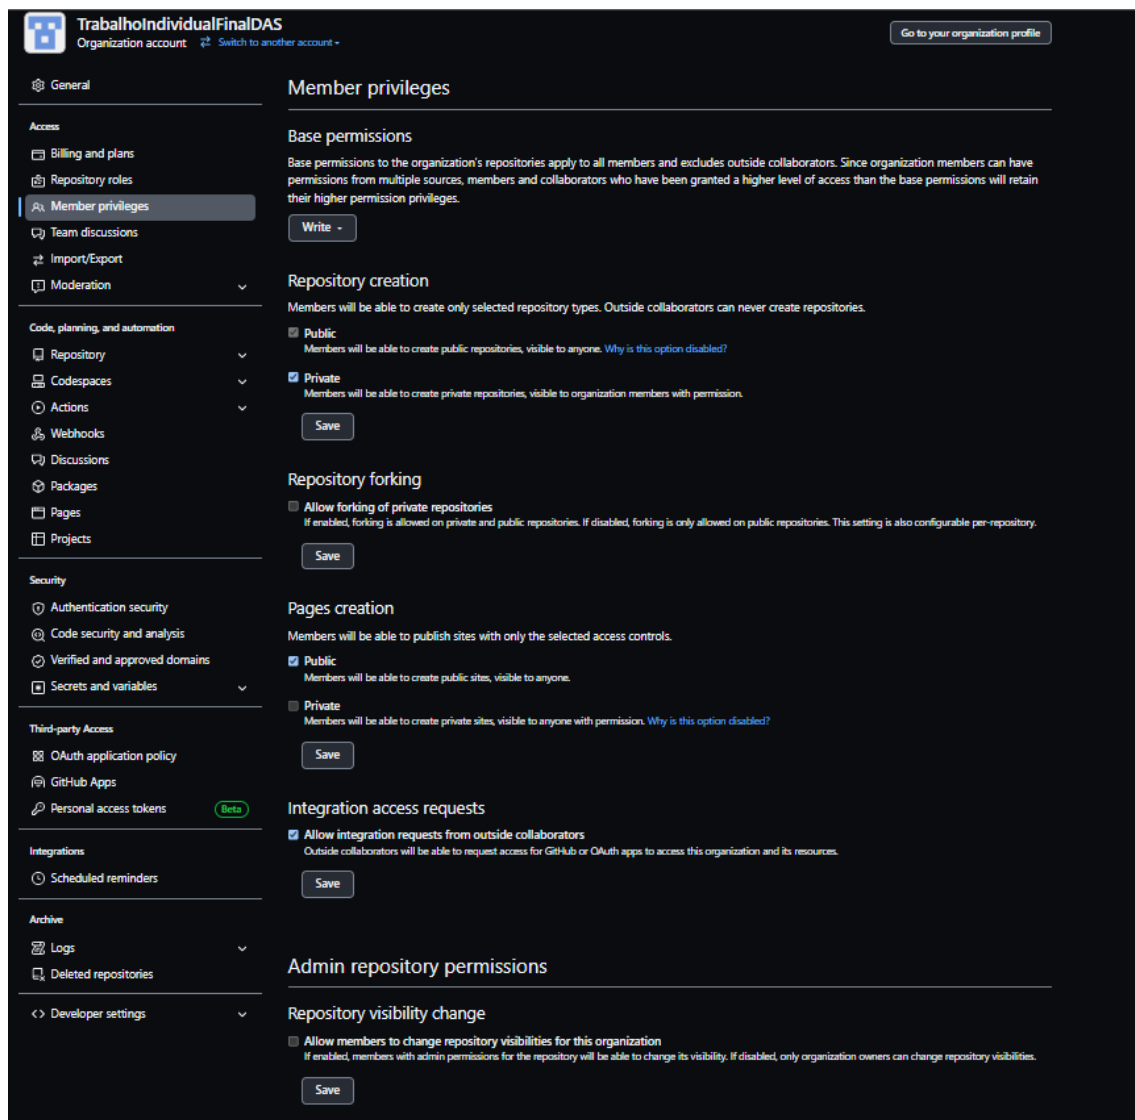 TrabalhoIndividualFinalDAS
Organization account Switch to another account
Go to your organization profile
General
Access
Billing and plans
Repository roles
Member privileges
Team discussions
Import/Export
Moderation
Code, planning, and automation
Repository
Codespaces
Actions
Webhooks
Discussions
Packages
Pages
Projects
Security
Authentication security
Code security and analysis
Verified and approved domains
Secrets and variables
Third-party Access
OAuth application policy
GitHub Apps
Personal access tokens Beta
Integrations
Scheduled reminders
Archive
Logs
Deleted repositories
Developer settings
Member privileges
Base permissions
Base permissions to the organization's repositories apply to all members and excludes outside collaborators. Since organization members can have
permissions from multiple sources, members and collaborators who have been granted a higher level of access than the base permissions will retain
their higher permission privileges.
Write
Repository creation
Members will be able to create only selected repository types. Outside collaborators can never create repositories.
Public
Members will be able to create public repositories, visible to anyone. Why is this option disabled?
Private
Members will be able to create private repositories, visible to organization members with permission.
Save
Repository forking
Allow forking of private repositories
If enabled, forking is allowed on private and public repositories. If disabled, forking is only allowed on public repositories. This setting is also configurable per-repository.
Save
Pages creation
Members will be able to publish sites with only the selected access controls.
Public
Members will be able to create public sites, visible to anyone.
Private
Members will be able to create private sites, visible to anyone with permission. Why is this option disabled?
Save
Integration access requests
Allow integration requests from outside collaborators
Outside collaborators will be able to request access for GitHub or OAuth apps to access this organization and its resources.
Save
Admin repository permissions
Repository visibility change
Allow members to change repository visibilities for this organization
If enabled, members with admin permissions for the repository will be able to change its visibility. If disabled, only organization owners can change repository visibilities.
Save